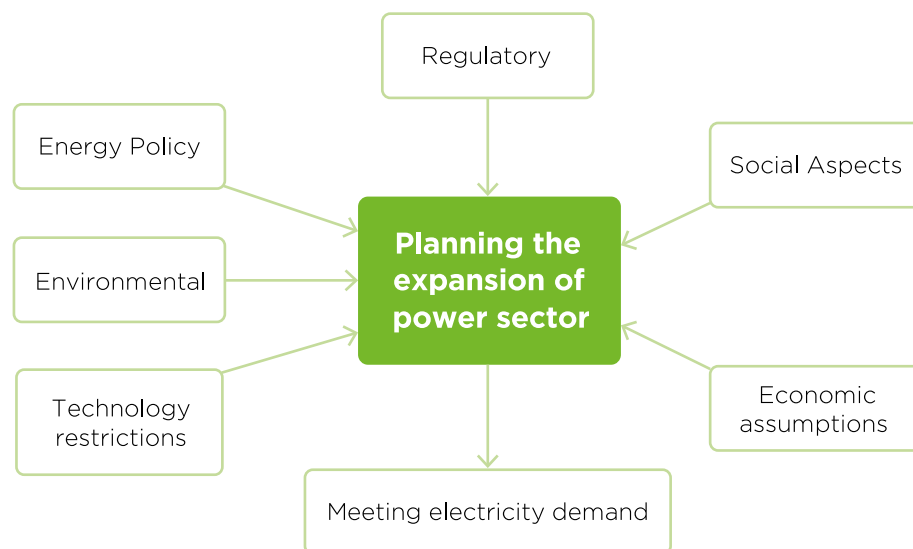 Regulatory
Energy Policy
Social Aspects
Planning the
expansion of
power sector
Environmental
Technology
restrictions
Economic
assumptions
Meeting electricity demand